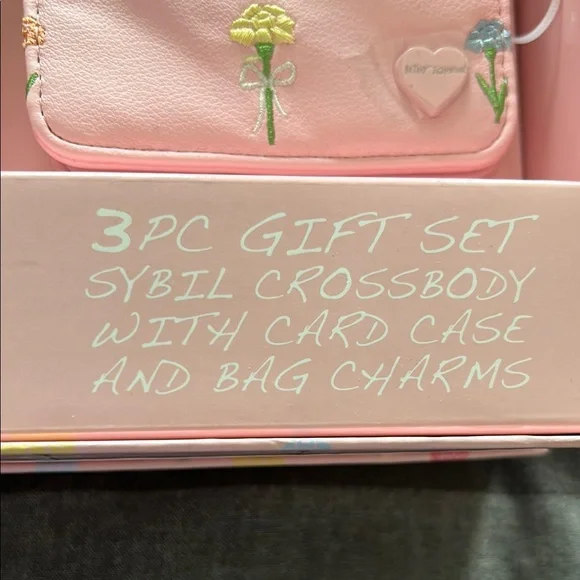 3PC GIFT SET
SYBIL CROSSBODY
WITH CARD CASE
AND BAG CHARMS